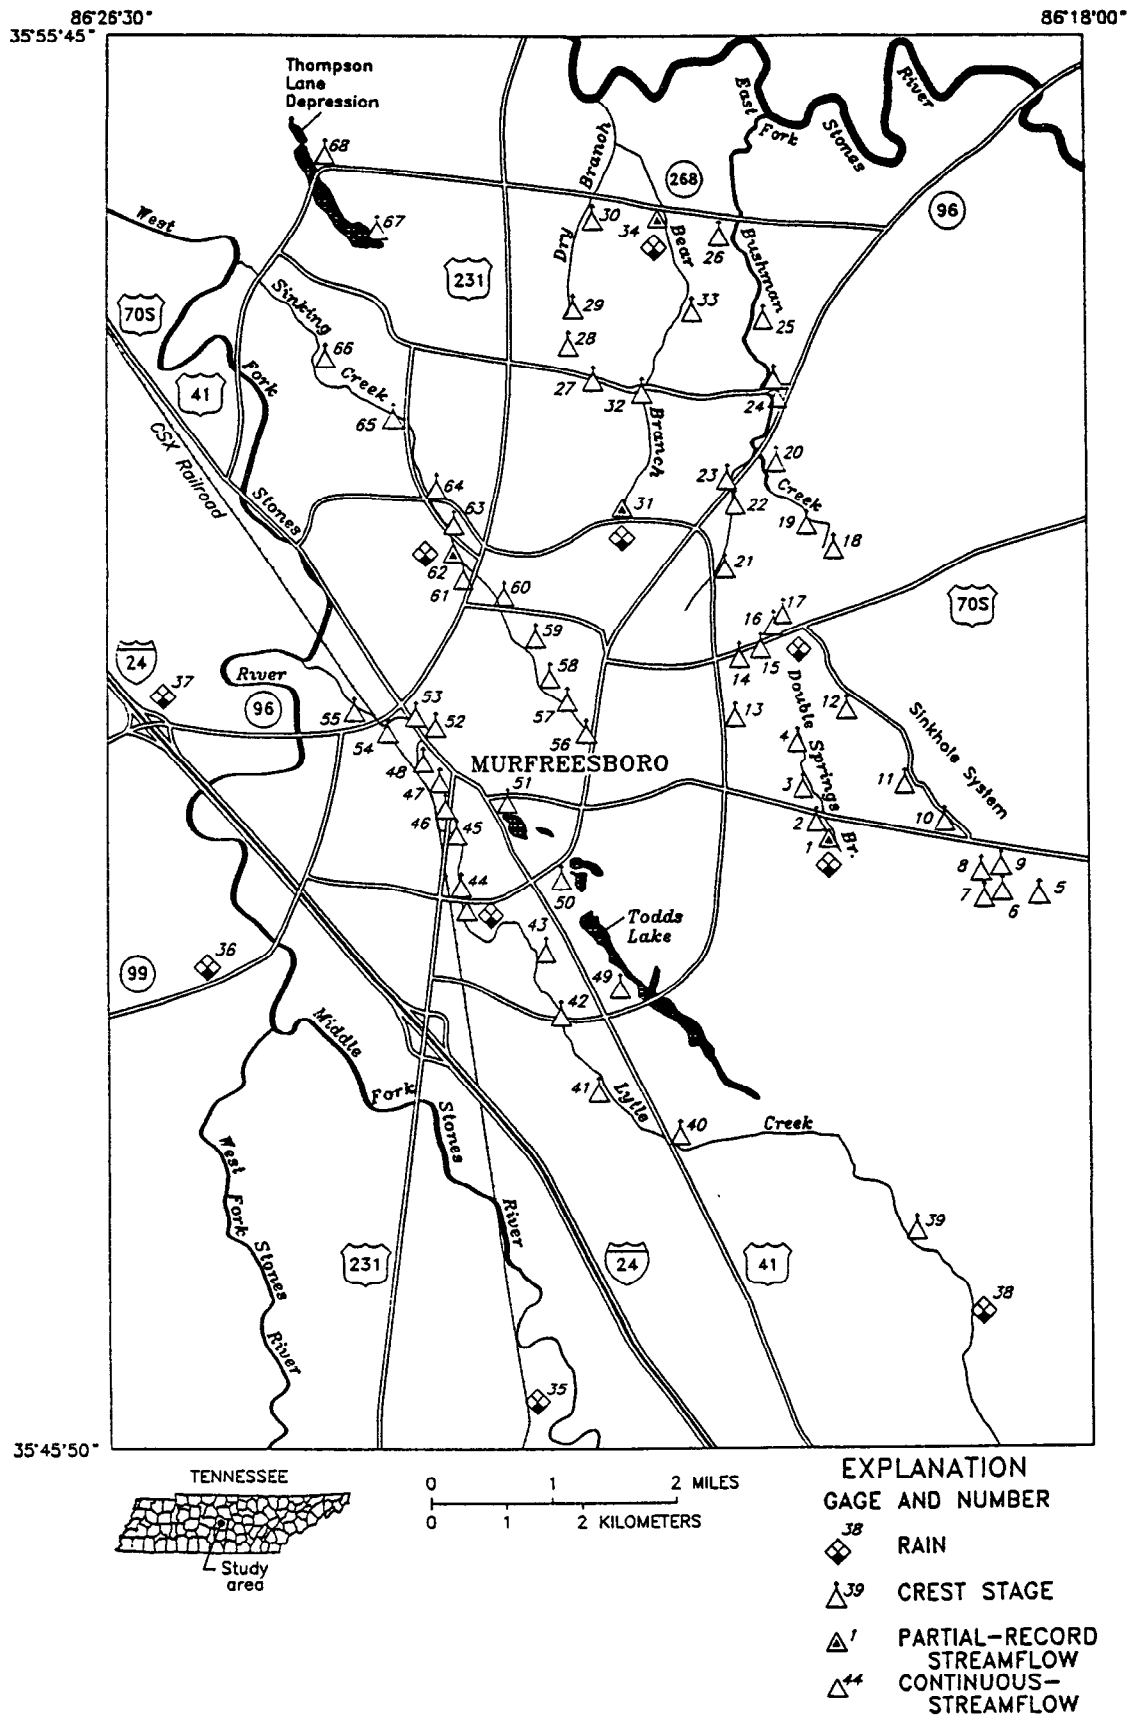 86°26'30"
86°18'00"
35°55'45"
Thompson
Lane
Depression
68
67
West
Sinking
Creek
66
65
70S
41
Fork
CSX Railroad
Stones
231
Dry
Branch
30
29
28
27
34
268
Bear
33
32
Branch
31
East
Fork
Stones
River
96
26
Bushman
25
24
20
Creek
19
18
23
22
21
64
63
62
61
60
59
58
57
56
70S
17
16
15
14
13
12
Double
Springs
Br.
4
3
2
1
Sinkhole System
11
10
9
8
7
6
5
24
37
River
96
55
54
53
52
48
47
46
45
44
MURFREESBORO
51
50
Todds
Lake
49
43
42
41
Lytle
40
Creek
39
38
36
99
Middle
Fork
Stones
River
West
Fork
Stones
River
231
24
41
35
35°45'50"
TENNESSEE
Study
area
0 1 2 MILES
0 1 2 KILOMETERS
EXPLANATION
GAGE AND NUMBER
38 RAIN
39 CREST STAGE
1 PARTIAL-RECORD
STREAMFLOW
44 CONTINUOUS-
STREAMFLOW